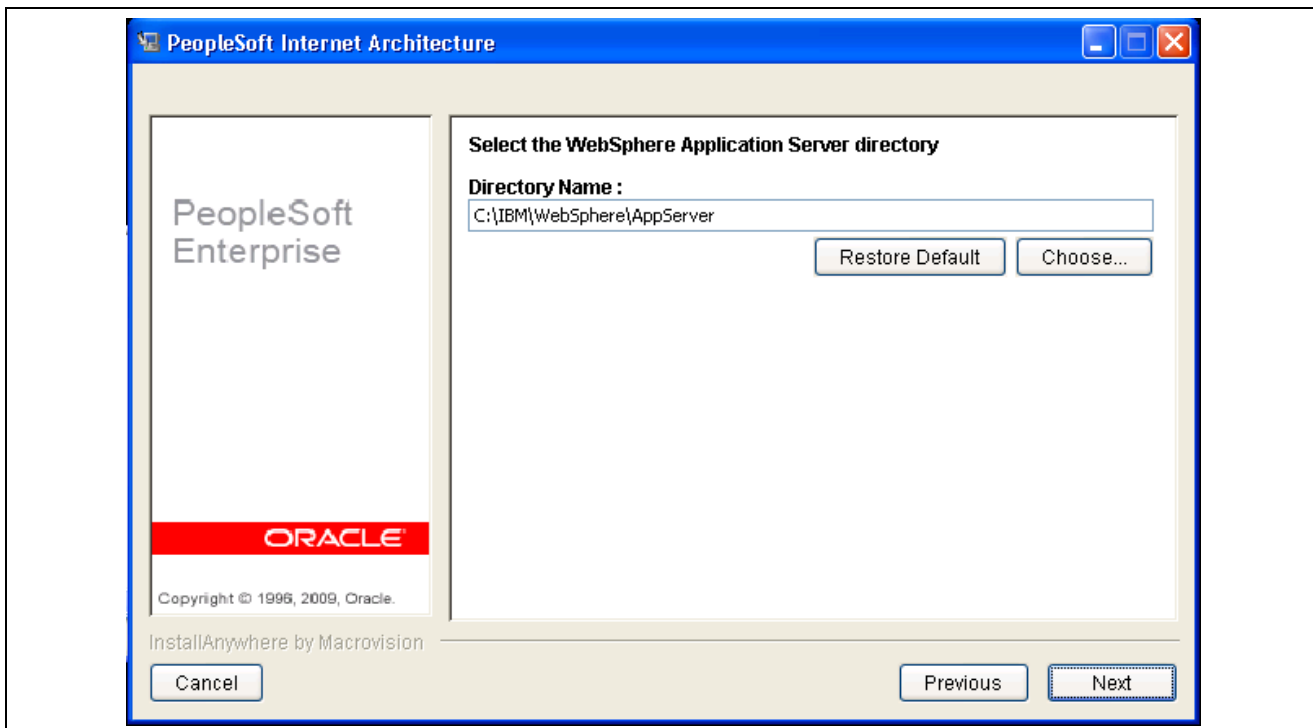 PeopleSoft Internet Architecture
PeopleSoft
Enterprise
ORACLE
Copyright © 1996, 2009, Oracle.
Select the WebSphere Application Server directory
Directory Name :
C:\IBM\WebSphere\AppServer
Restore Default
Choose...
InstallAnywhere by Macrovision
Cancel
Previous
Next